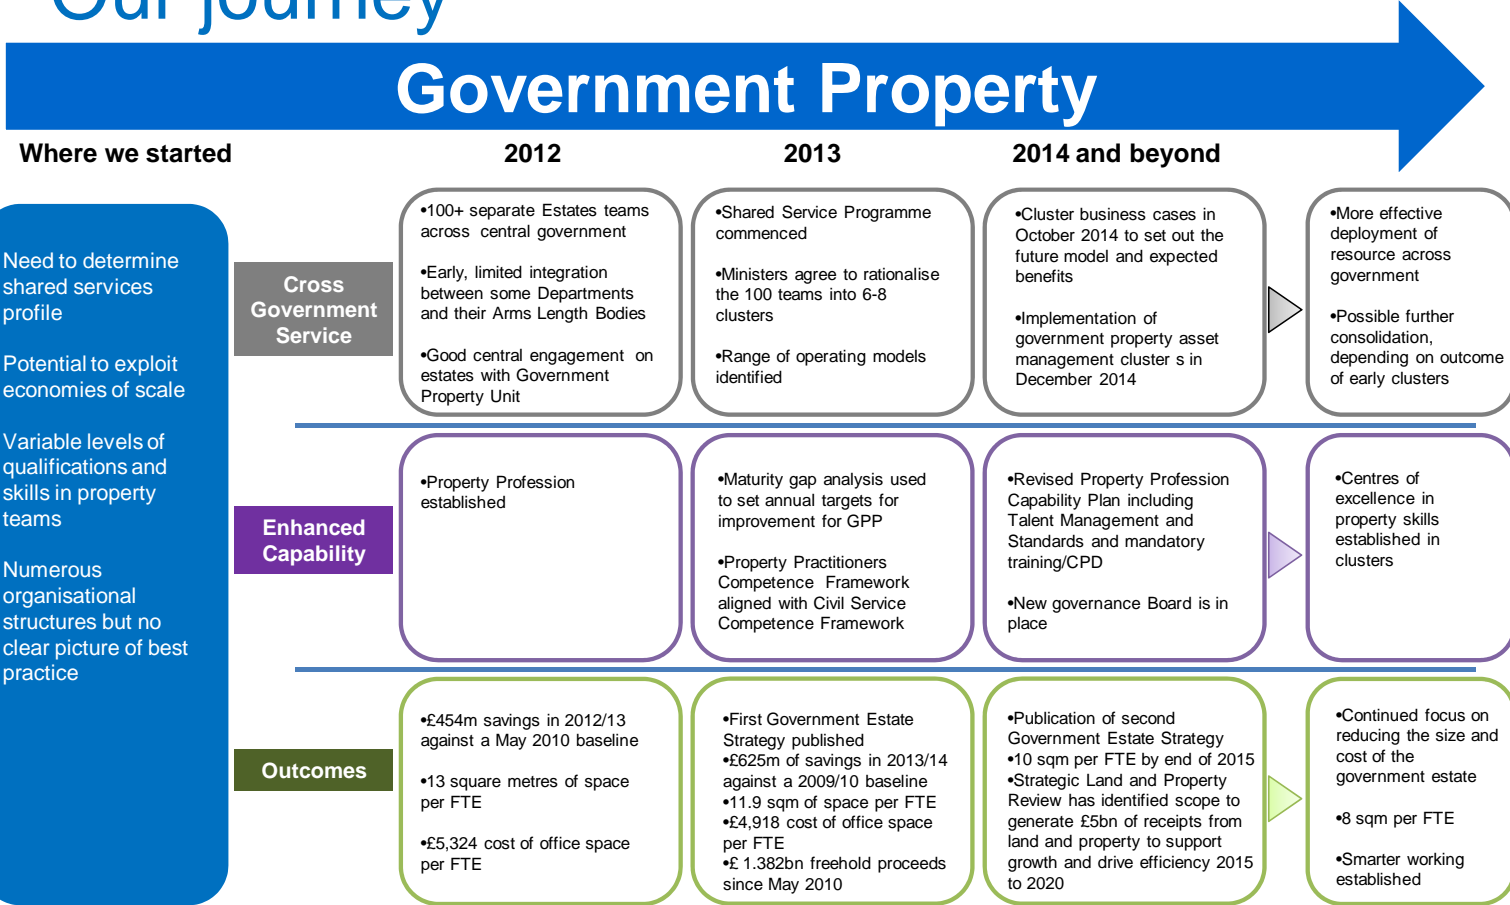 Our journey
Government Property
Where we started
2012
2013
2014 and beyond
Need to determine
shared services
profile
Potential to exploit
economies of scale
Variable levels of
qualifications and
skills in property
teams
Numerous
organisational
structures but no
clear picture of best
practice
Cross
Government
Service
•100+ separate Estates teams
across central government
•Early, limited integration
between some Departments
and their Arms Length Bodies
•Good central engagement on
estates with Government
Property Unit
•Shared Service Programme
commenced
•Ministers agree to rationalise
the 100 teams into 6-8
clusters
•Range of operating models
identified
•Cluster business cases in
October 2014 to set out the
future model and expected
benefits
•Implementation of
government property asset
management cluster s in
December 2014
•More effective
deployment of
resource across
government
•Possible further
consolidation,
depending on outcome
of early clusters
Enhanced
Capability
•Property Profession
established
•Maturity gap analysis used
to set annual targets for
improvement for GPP
•Property Practitioners
Competence Framework
aligned with Civil Service
Competence Framework
•Revised Property Profession
Capability Plan including
Talent Management and
Standards and mandatory
training/CPD
•New governance Board is in
place
•Centres of
excellence in
property skills
established in
clusters
Outcomes
•£454m savings in 2012/13
against a May 2010 baseline
•13 square metres of space
per FTE
•£5,324 cost of office space
per FTE
•First Government Estate
Strategy published
•£625m of savings in 2013/14
against a 2009/10 baseline
•11.9 sqm of space per FTE
•£4,918 cost of office space
per FTE
•£ 1.382bn freehold proceeds
since May 2010
•Publication of second
Government Estate Strategy
•10 sqm per FTE by end of 2015
•Strategic Land and Property
Review has identified scope to
generate £5bn of receipts from
land and property to support
growth and drive efficiency 2015
to 2020
•Continued focus on
reducing the size and
cost of the
government estate
•8 sqm per FTE
•Smarter working
established